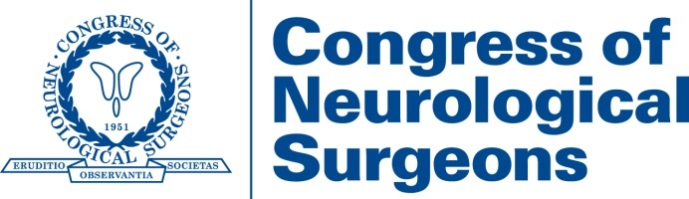 · CONGRESS OF · NEUROLOGICAL SURGEONS
1951
ERUDITIO OBSERVANTIA SOCIETAS
Congress of
Neurological
Surgeons